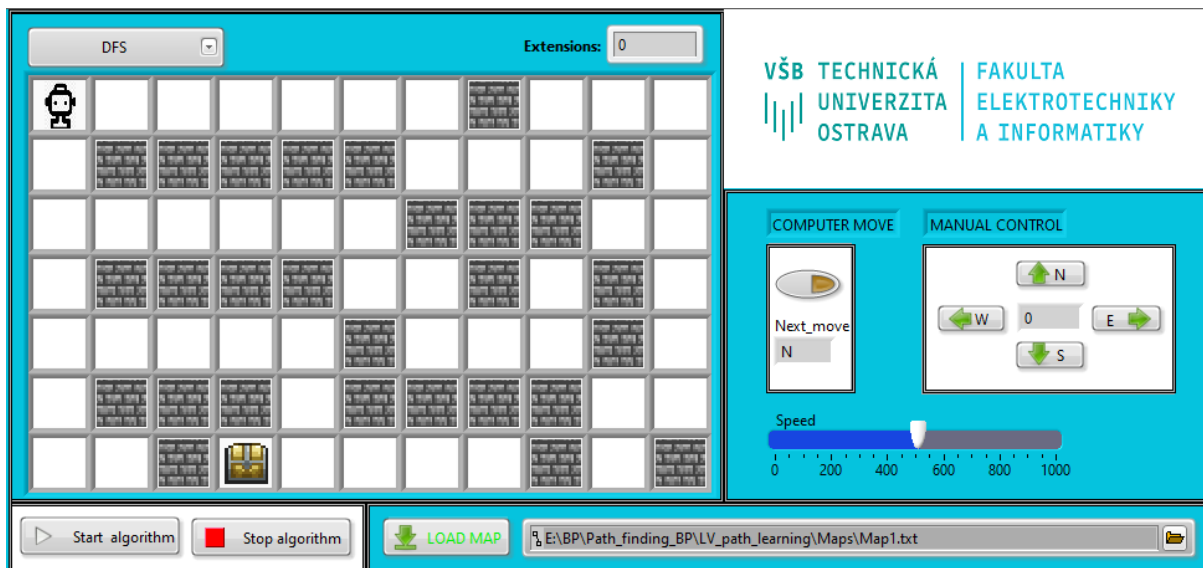 DFS
Extensions: 0
VŠB TECHNICKÁ
UNIVERZITA
OSTRAVA
FAKULTA
ELEKTROTECHNIKY
A INFORMATIKY
COMPUTER MOVE
Next_move
N
MANUAL CONTROL
N
W 0 E
S
Speed
0 200 400 600 800 1000
Start algorithm
Stop algorithm
LOAD MAP
E:\BP\Path_finding_BP\LV_path_learning\Maps\Map1.txt